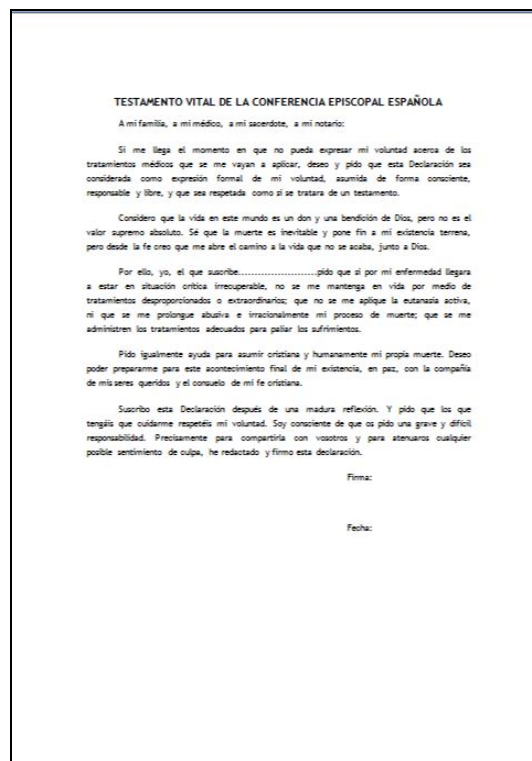 TESTAMENTO VITAL DE LA CONFERENCIA EPISCOPAL ESPAÑOLA
A mi familia, a mi médico, a mi sacerdote, a mi notario:
Si me llega el momento en que no pueda expresar mi voluntad acerca de los
tratamientos médicos que se me vayan a aplicar, deseo y pido que esta Declaración sea
considerada como expresión formal de mi voluntad, asumida de forma consciente,
responsable y libre, y que sea respetada como si se tratara de un testamento.
Considero que la vida en este mundo es un don y una bendición de Dios, pero no es el
valor supremo absoluto. Sé que la muerte es inevitable y pone fin a mi existencia terrena,
pero desde la fe creo que me abre el camino a la vida que no se acaba, junto a Dios.
Por ello, yo, el que suscribe........................pido que si por mi enfermedad llegara
a estar en situación crítica irrecuperable, no se me mantenga en vida por medio de
tratamientos desproporcionados o extraordinarios; que no se me aplique la eutanasia activa,
ni que se me prolongue abusiva e irracionalmente mi proceso de muerte; que se me
administren los tratamientos adecuados para paliar los sufrimientos.
Pido igualmente ayuda para asumir cristiana y humanamente mi propia muerte. Deseo
poder prepararme para este acontecimiento final de mi existencia, en paz, con la compañía
de mis seres queridos y el consuelo de mi fe cristiana.
Suscribo esta Declaración después de una madura reflexión. Y pido que los que
tengáis que cuidarme respetéis mi voluntad. Soy consciente de que os pido una grave y difícil
responsabilidad. Precisamente para compartirla con vosotros y para atenuaros cualquier
posible sentimiento de culpa, he redactado y firmo esta declaración.
Firma:
Fecha: